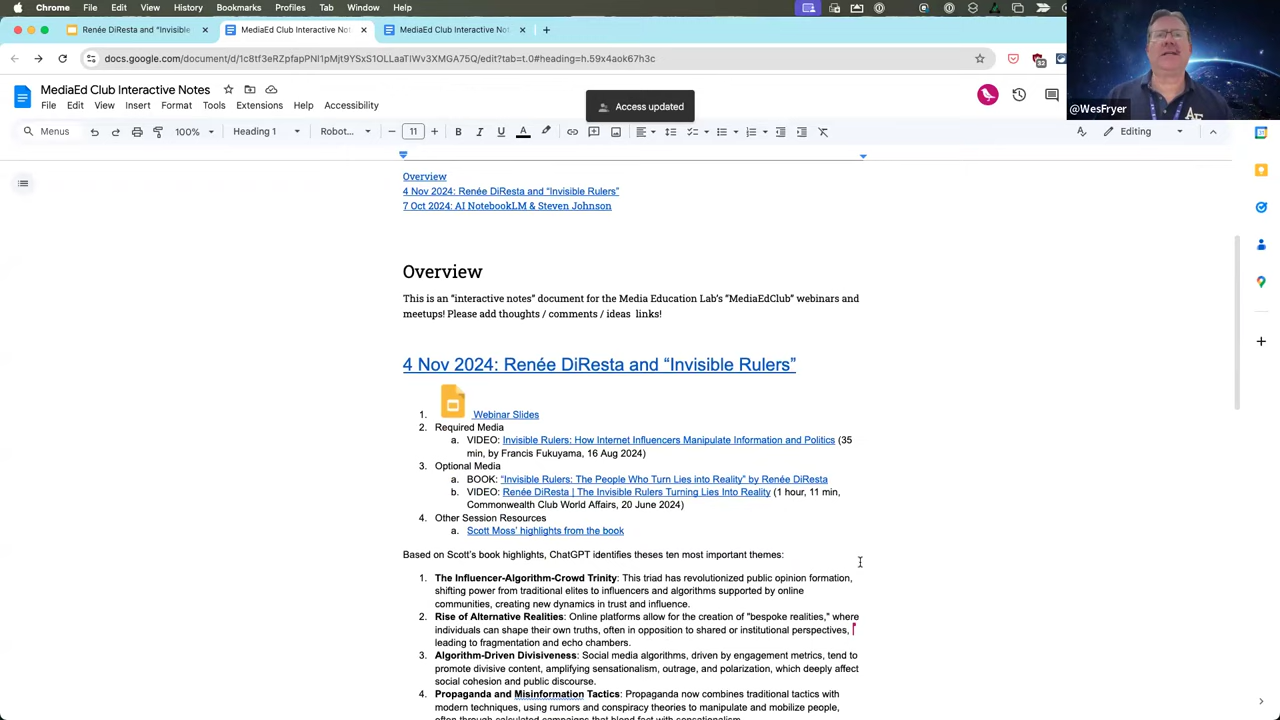 Chrome File Edit View History Bookmarks Profiles Tab Window Help
Renée DiResta and "Invisible
MediaEd Club Interactive Notes
MediaEd Club Interactive Notes
docs.google.com/document/d/1c8tf3eRZpfapPNl1pMjt9Y5xS1OLLaaTIWv3XMGA75Q/edit?tab=t.0#heading=h.59x4aok67h3c
33
MediaEd Club Interactive Notes
File Edit View Insert Format Tools Extensions Help Accessibility
Access updated
@WesFryer
Menus
100%
Heading 1
Robot...
11
Editing
Overview
4 Nov 2024: Renée DiResta and “Invisible Rulers”
7 Oct 2024: AI NotebookLM & Steven Johnson
Overview
This is an “interactive notes” document for the Media Education Lab’s “MediaEdClub” webinars and
meetups! Please add thoughts / comments / ideas links!
4 Nov 2024: Renée DiResta and “Invisible Rulers”
1. Webinar Slides
2. Required Media
a. VIDEO: Invisible Rulers: How Internet Influencers Manipulate Information and Politics (35
min, by Francis Fukuyama, 16 Aug 2024)
3. Optional Media
a. BOOK: “Invisible Rulers: The People Who Turn Lies into Reality” by Renée DiResta
b. VIDEO: Renée DiResta | The Invisible Rulers Turning Lies Into Reality (1 hour, 11 min,
Commonwealth Club World Affairs, 20 June 2024)
4. Other Session Resources
a. Scott Moss’ highlights from the book
Based on Scott’s book highlights, ChatGPT identifies theses ten most important themes:
1. The Influencer-Algorithm-Crowd Trinity: This triad has revolutionized public opinion formation,
shifting power from traditional elites to influencers and algorithms supported by online
communities, creating new dynamics in trust and influence.
2. Rise of Alternative Realities: Online platforms allow for the creation of "bespoke realities," where
individuals can shape their own truths, often in opposition to shared or institutional perspectives,
leading to fragmentation and echo chambers.
3. Algorithm-Driven Divisiveness: Social media algorithms, driven by engagement metrics, tend to
promote divisive content, amplifying sensationalism, outrage, and polarization, which deeply affect
social cohesion and public discourse.
4. Propaganda and Misinformation Tactics: Propaganda now combines traditional tactics with
modern techniques, using rumors and conspiracy theories to manipulate and mobilize people,
often through calculated campaigns that blend fact with sensationalism.